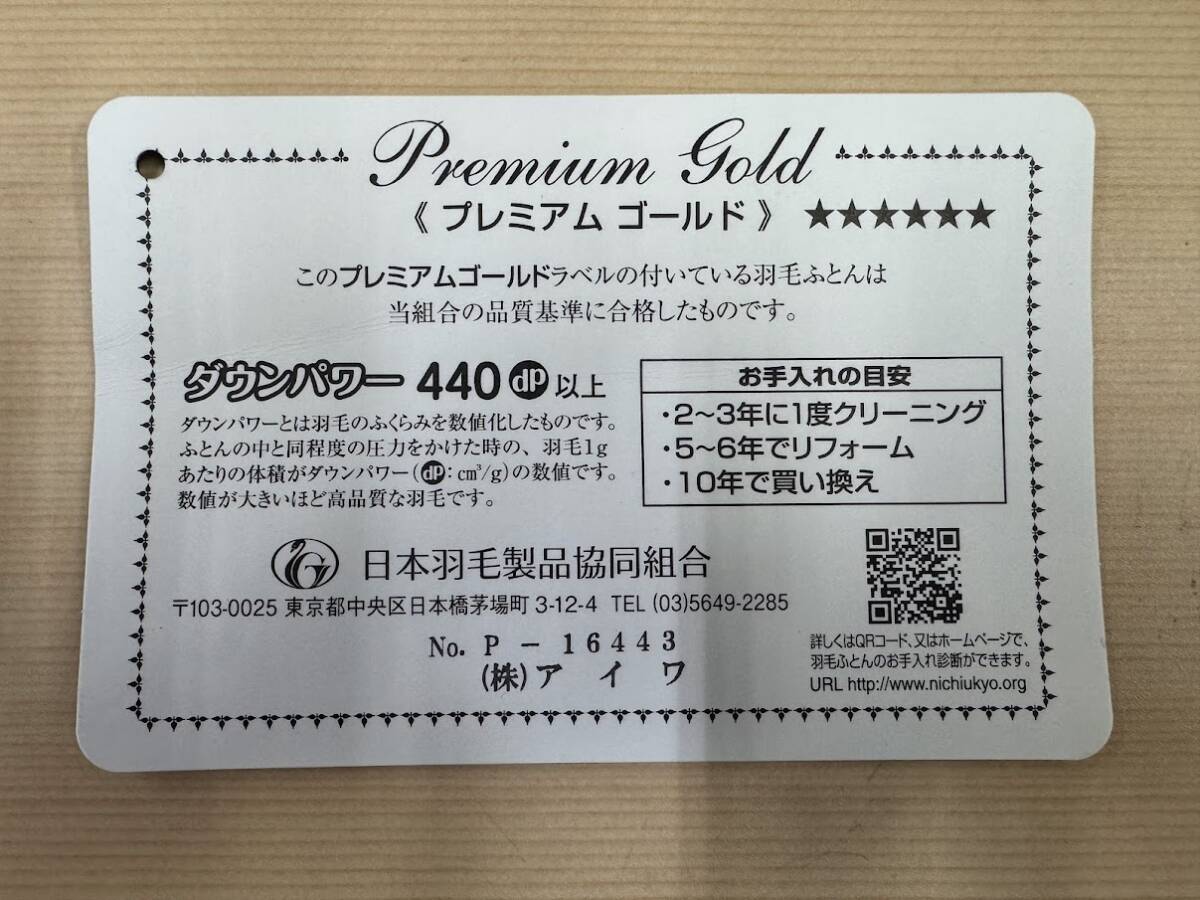 Premium Gold
《 プレミアム ゴールド 》 ★★★★★★
このプレミアムゴールドラベルの付いている羽毛ふとんは
当組合の品質基準に合格したものです。
ダウンパワー 440 dp 以上
ダウンパワーとは羽毛のふくらみを数値化したものです。
ふとんの中と同程度の圧力をかけた時の、羽毛1g
あたりの体積がダウンパワー(dp:cm³/g)の数値です。
数値が大きいほど高品質な羽毛です。
お手入れの目安
・2〜3年に1度クリーニング
・5〜6年でリフォーム
・10年で買い換え
G 日本羽毛製品協同組合
〒103-0025 東京都中央区日本橋茅場町 3-12-4 TEL (03)5649-2285
No. P － 16443
(株) ア イ ワ
詳しくはQRコード、又はホームページで、
羽毛ふとんのお手入れ診断ができます。
URL http://www.nichiukyo.org